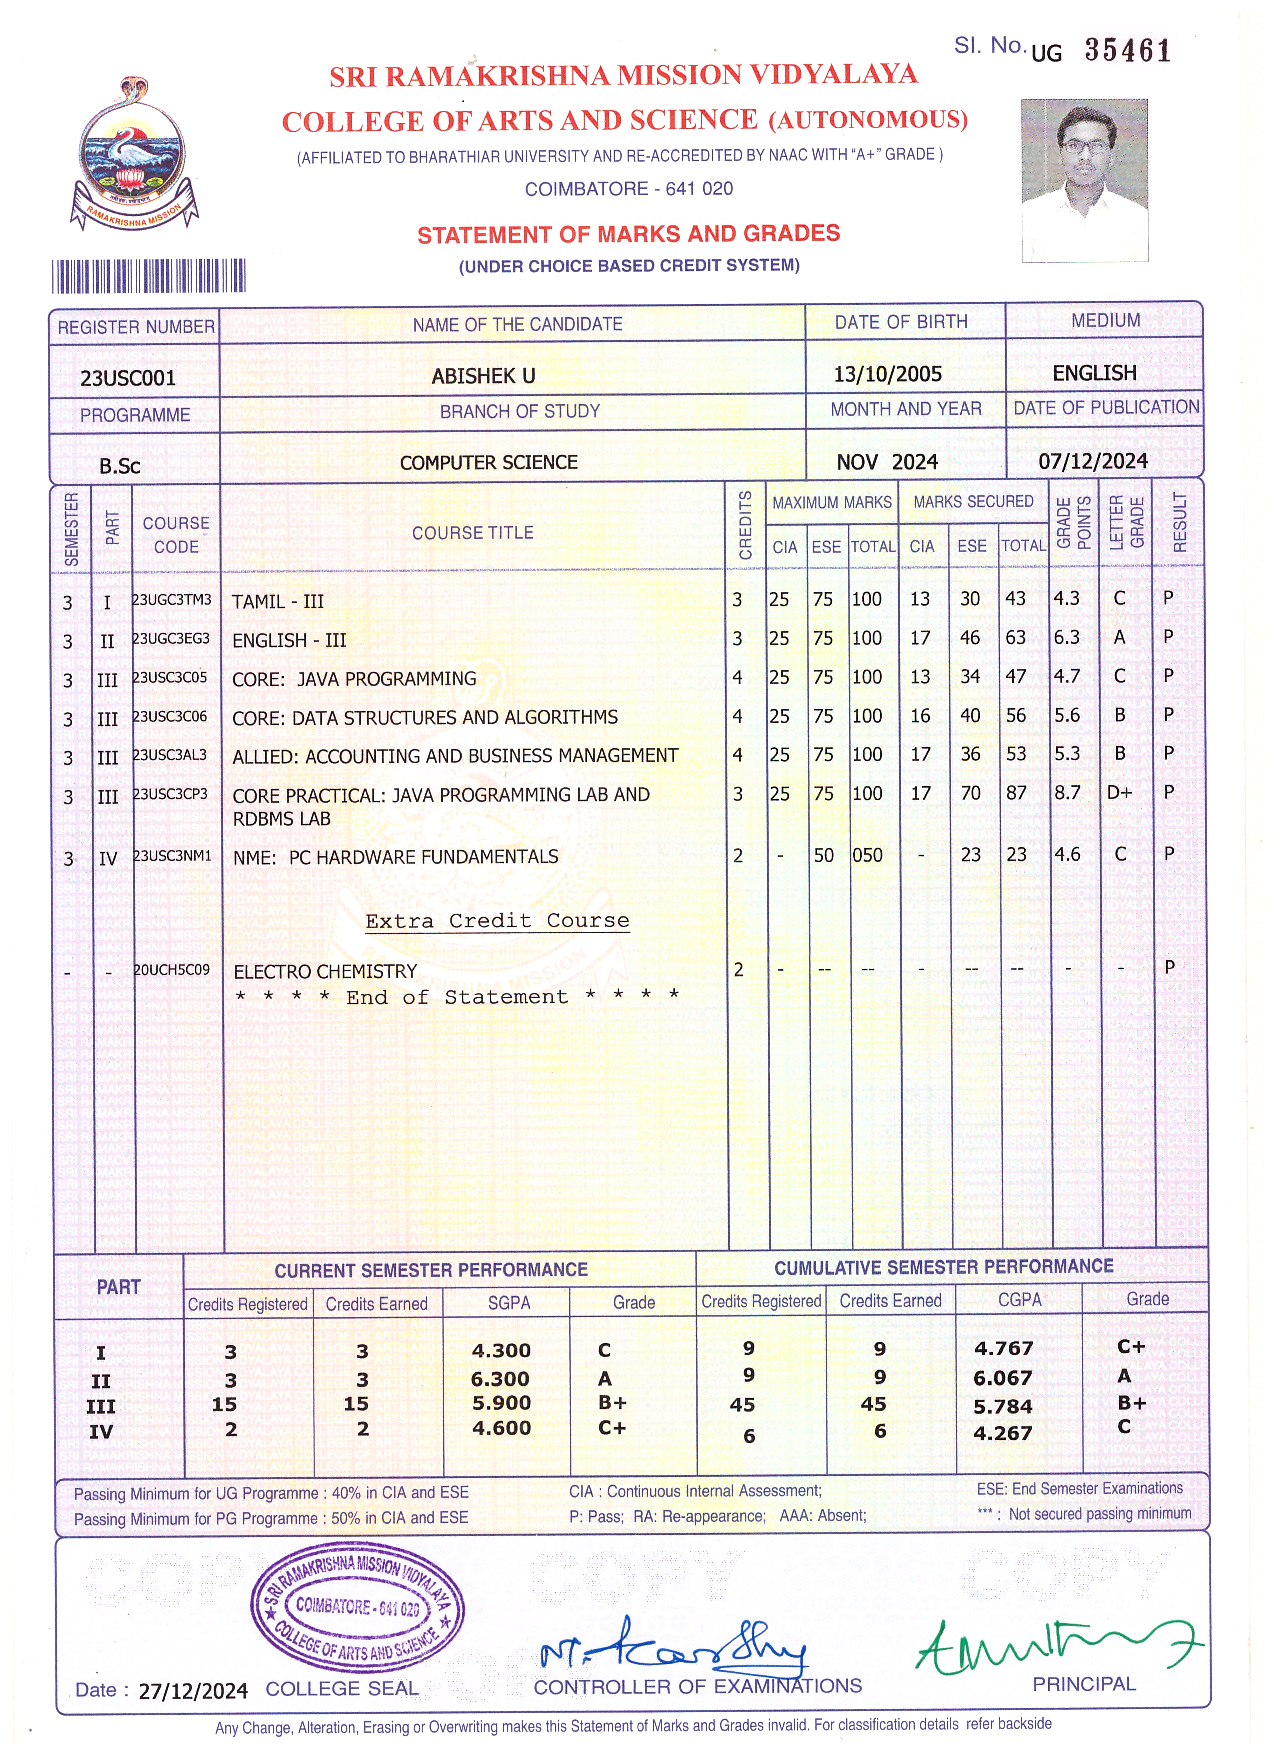 Sl. No. UG 35461
SRI RAMAKRISHNA MISSION VIDYALAYA
COLLEGE OF ARTS AND SCIENCE (AUTONOMOUS)
(AFFILIATED TO BHARATHIAR UNIVERSITY AND RE-ACCREDITED BY NAAC WITH "A+" GRADE )
COIMBATORE - 641 020
RAMAKRISHNA MISSION
STATEMENT OF MARKS AND GRADES
(UNDER CHOICE BASED CREDIT SYSTEM)
REGISTER NUMBER NAME OF THE CANDIDATE DATE OF BIRTH MEDIUM
23USC001 ABISHEK U 13/10/2005 ENGLISH
PROGRAMME BRANCH OF STUDY MONTH AND YEAR DATE OF PUBLICATION
B.Sc COMPUTER SCIENCE NOV 2024 07/12/2024
SEMESTER PART COURSE CODE COURSE TITLE CREDITS MAXIMUM MARKS MARKS SECURED GRADE POINTS LETTER GRADE RESULT
CIA ESE TOTAL CIA ESE TOTAL
3 I 23UGC3TM3 TAMIL - III 3 25 75 100 13 30 43 4.3 C P
3 II 23UGC3EG3 ENGLISH - III 3 25 75 100 17 46 63 6.3 A P
3 III 23USC3C05 CORE: JAVA PROGRAMMING 4 25 75 100 13 34 47 4.7 C P
3 III 23USC3C06 CORE: DATA STRUCTURES AND ALGORITHMS 4 25 75 100 16 40 56 5.6 B P
3 III 23USC3AL3 ALLIED: ACCOUNTING AND BUSINESS MANAGEMENT 4 25 75 100 17 36 53 5.3 B P
3 III 23USC3CP3 CORE PRACTICAL: JAVA PROGRAMMING LAB AND 3 25 75 100 17 70 87 8.7 D+ P
RDBMS LAB
3 IV 23USC3NM1 NME: PC HARDWARE FUNDAMENTALS 2 - 50 050 - 23 23 4.6 C P
Extra Credit Course
- - 20UCH5C09 ELECTRO CHEMISTRY 2 - -- -- - -- -- - - P
* * * * End of Statement * * * *
PART CURRENT SEMESTER PERFORMANCE CUMULATIVE SEMESTER PERFORMANCE
Credits Registered Credits Earned SGPA Grade Credits Registered Credits Earned CGPA Grade
I 3 3 4.300 C 9 9 4.767 C+
II 3 3 6.300 A 9 9 6.067 A
III 15 15 5.900 B+ 45 45 5.784 B+
IV 2 2 4.600 C+ 6 6 4.267 C
Passing Minimum for UG Programme : 40% in CIA and ESE CIA : Continuous Internal Assessment; ESE: End Semester Examinations
Passing Minimum for PG Programme : 50% in CIA and ESE P: Pass; RA: Re-appearance; AAA: Absent; *** : Not secured passing minimum
SRI RAMAKRISHNA MISSION VIDYALAYA
COIMBATORE - 641 020
COLLEGE OF ARTS AND SCIENCE
Date : 27/12/2024 COLLEGE SEAL CONTROLLER OF EXAMINATIONS PRINCIPAL
Any Change, Alteration, Erasing or Overwriting makes this Statement of Marks and Grades invalid. For classification details refer backside